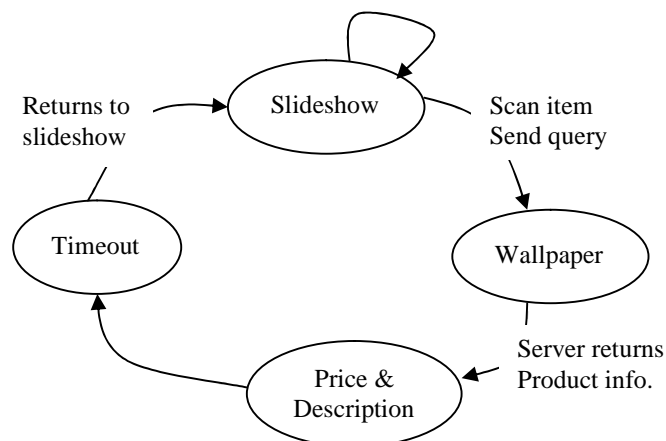 Slideshow
Returns to
slideshow
Scan item
Send query
Timeout
Wallpaper
Server returns
Product info.
Price &
Description